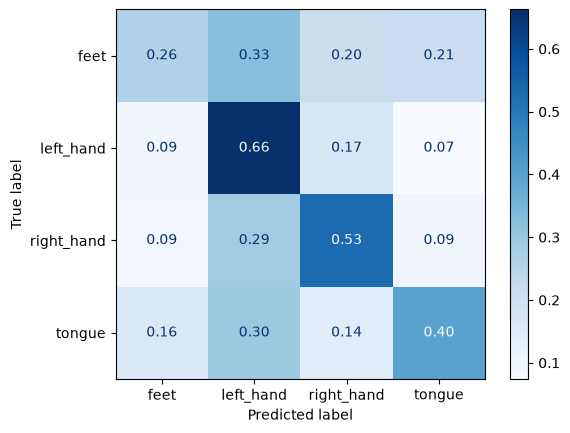 feet 0.26 0.33 0.20 0.21
left_hand 0.09 0.66 0.17 0.07
right_hand 0.09 0.29 0.53 0.09
tongue 0.16 0.30 0.14 0.40
feet left_hand right_hand tongue
Predicted label
True label
0.6
0.5
0.4
0.3
0.2
0.1